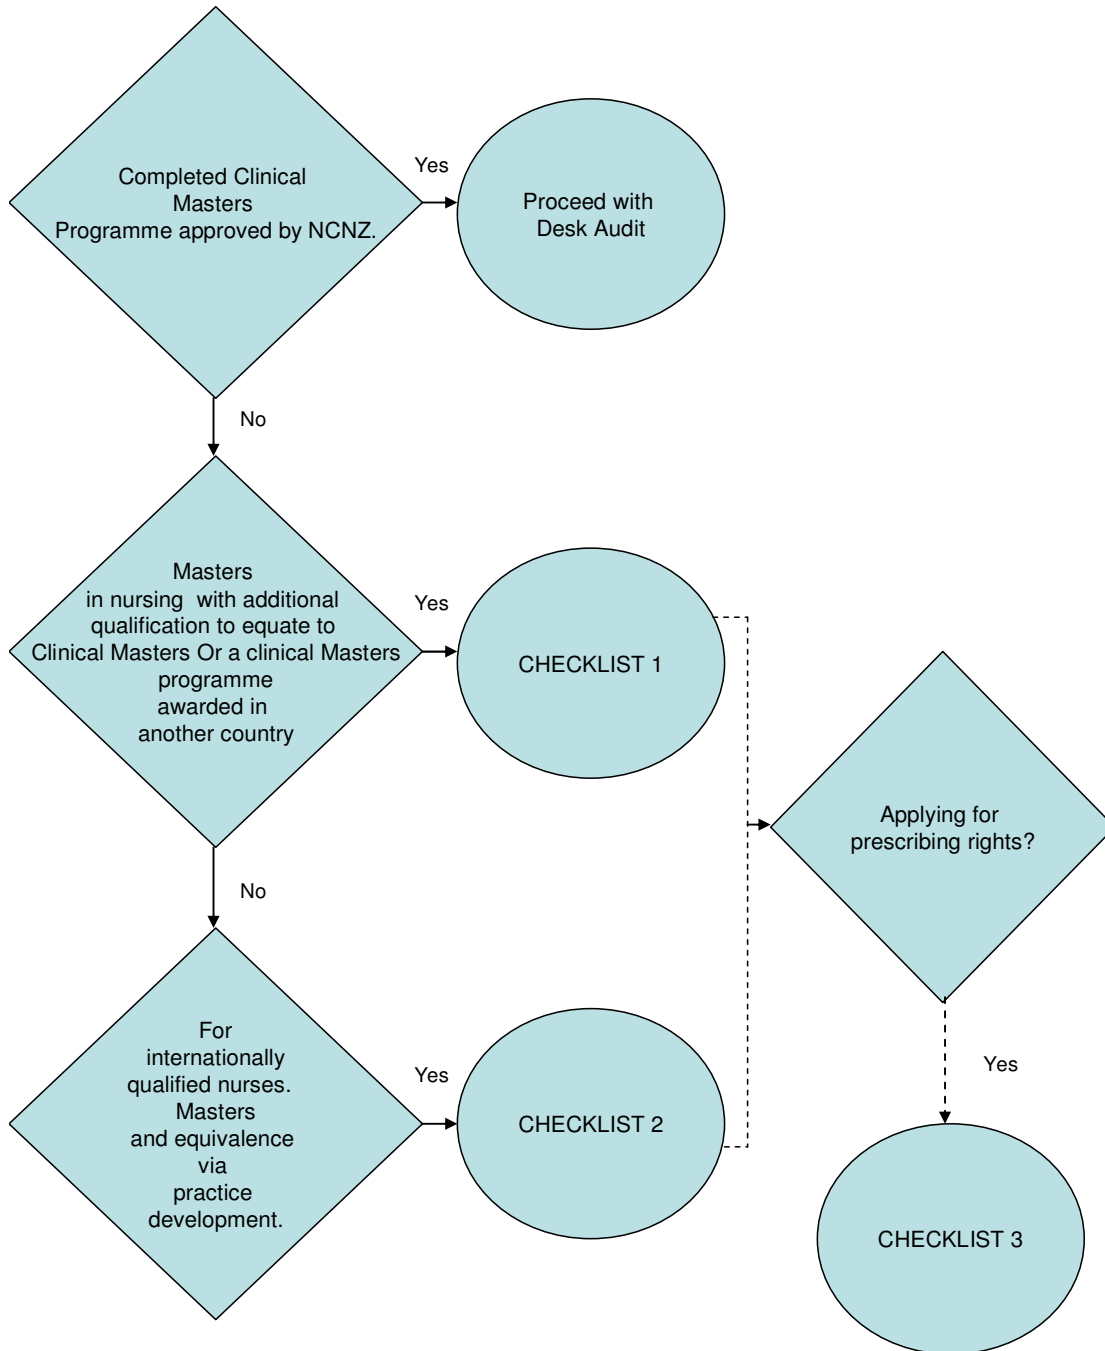 Completed Clinical
Masters
Programme approved by NCNZ.
Yes
Proceed with
Desk Audit
No
Masters
in nursing with additional
qualification to equate to
Clinical Masters Or a clinical Masters
programme
awarded in
another country
Yes
CHECKLIST 1
Applying for
prescribing rights?
No
For
internationally
qualified nurses.
Masters
and equivalence
via
practice
development.
Yes
CHECKLIST 2
Yes
CHECKLIST 3